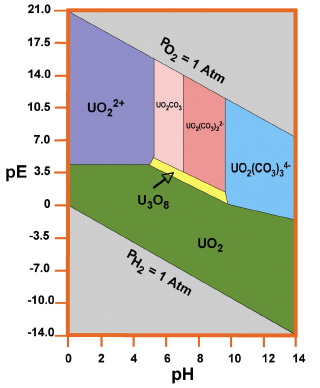 21.0
17.5
14.0
10.5
7.0
3.5
0
-3.5
-7.0
-10.0
-14.0
pE
P_O₂ = 1 Atm
UO₂²⁺
UO₂CO₃
UO₂(CO₃)₂²⁻
UO₂(CO₃)₃⁴⁻
U₃O₈
UO₂
P_H₂ = 1 Atm
0 2 4 6 8 10 12 14
pH